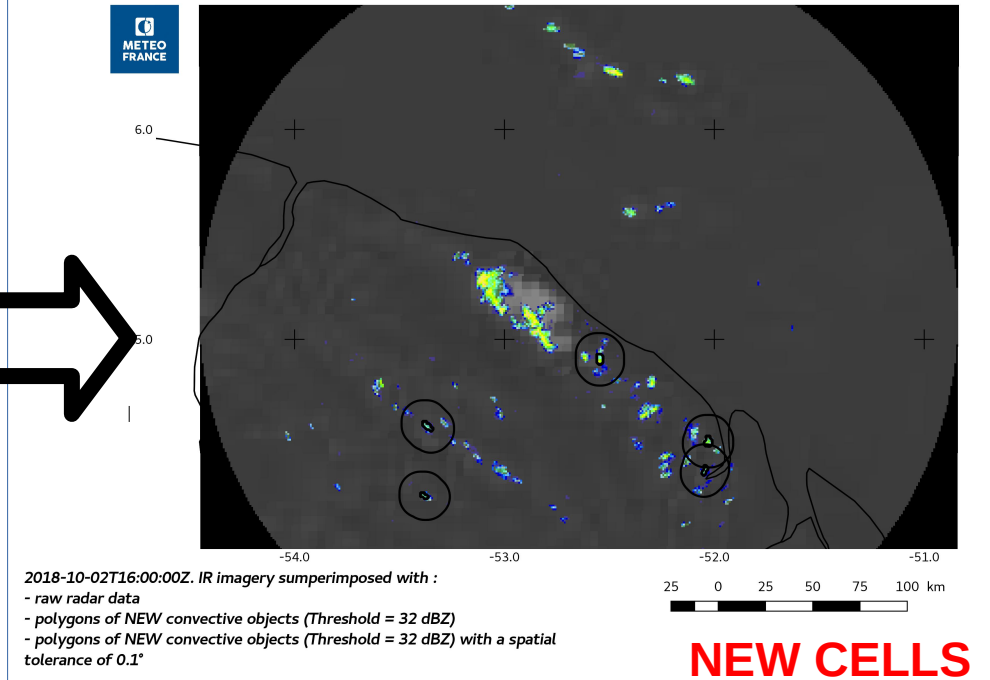 METEO
FRANCE
6.0
5.0
-54.0
-53.0
-52.0
-51.0
2018-10-02T16:00:00Z. IR imagery sumperimposed with :
- raw radar data
- polygons of NEW convective objects (Threshold = 32 dBZ)
- polygons of NEW convective objects (Threshold = 32 dBZ) with a spatial
tolerance of 0.1°
25 0 25 50 75 100 km
NEW CELLS